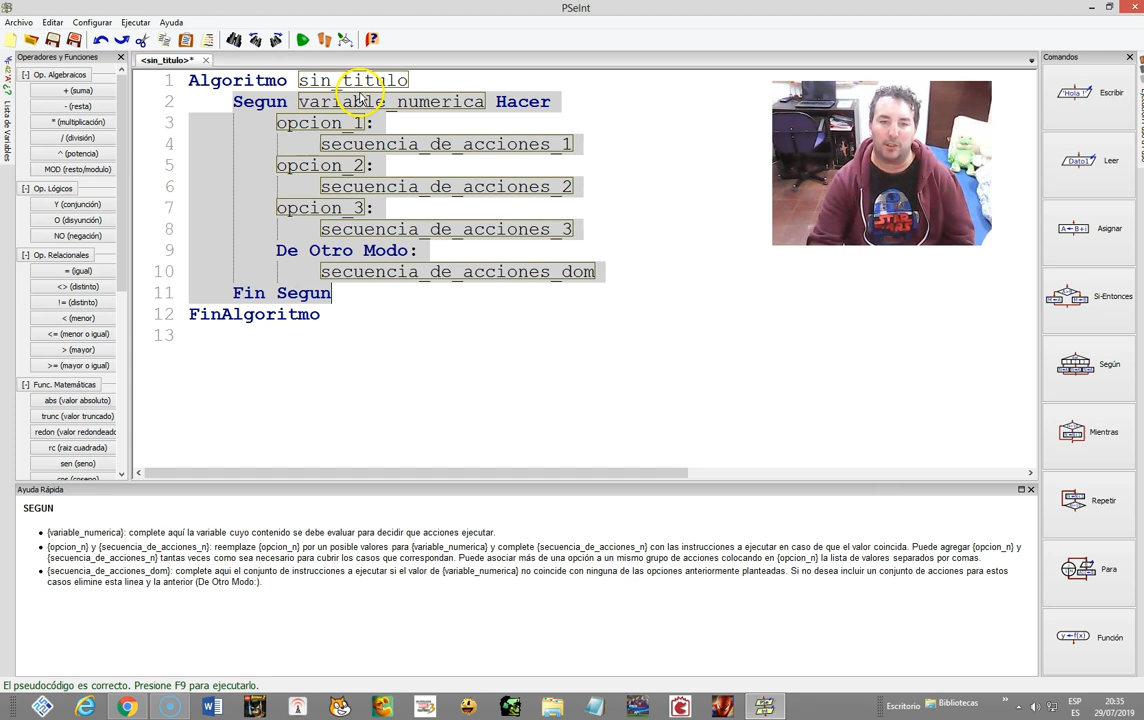 PSeInt
Archivo Editar Configurar Ejecutar Ayuda
Operadores y Funciones
[-] Op. Algebraicos
+ (suma)
- (resta)
* (multiplicación)
/ (división)
^ (potencia)
MOD (resto/modulo)
[-] Op. Lógicos
Y (conjunción)
O (disyunción)
NO (negación)
[-] Op. Relacionales
= (igual)
<> (distinto)
!= (distinto)
< (menor)
<= (menor o igual)
> (mayor)
>= (mayor o igual)
[-] Func. Matemáticas
abs (valor absoluto)
trunc (valor truncado)
redon (valor redondeado
rc (raiz cuadrada)
sen (seno)
Lista de Variables
<sin_titulo>*
1 Algoritmo sin_titulo
2 Segun variable_numerica Hacer
3 opcion_1:
4 secuencia_de_acciones_1
5 opcion_2:
6 secuencia_de_acciones_2
7 opcion_3:
8 secuencia_de_acciones_3
9 De Otro Modo:
10 secuencia_de_acciones_dom
11 Fin Segun
12 FinAlgoritmo
13
STAR
WARS
Comandos
'Hola !' Escribir
Dato1 Leer
A←B+i Asignar
Si-Entonces
Según
Mientras
Repetir
Para
y←f(x) Función
Ayuda Rápida
SEGUN
• {variable_numerica}: complete aquí la variable cuyo contenido se debe evaluar para decidir que acciones ejecutar.
• {opcion_n} y {secuencia_de_acciones_n}: reemplaze {opcion_n} por un posible valores para {variable_numerica} y complete {secuencia_de_acciones_n} con las instrucciones a ejecutar en caso de que el valor coincida. Puede agregar {opcion_n} y
{secuencia_de_acciones_n} tantas veces como sea necesario para cubrir los casos que correspondan. Puede asociar más de una opción a un mismo grupo de acciones colocando en {opcion_n} la lista de valores separados por comas.
• {secuencia_de_acciones_dom}: complete aqui el conjunto de instrucciones a ejecutar si el valor de {variable_numerica} no coincide con ninguna de las opciones anteriormente planteadas. Si no desea incluir un conjunto de acciones para estos
casos elimine esta linea y la anterior (De Otro Modo:).
El pseudocódigo es correcto. Presione F9 para ejecutarlo.
Escritorio Bibliotecas » ESP 20:35
ES 29/07/2019